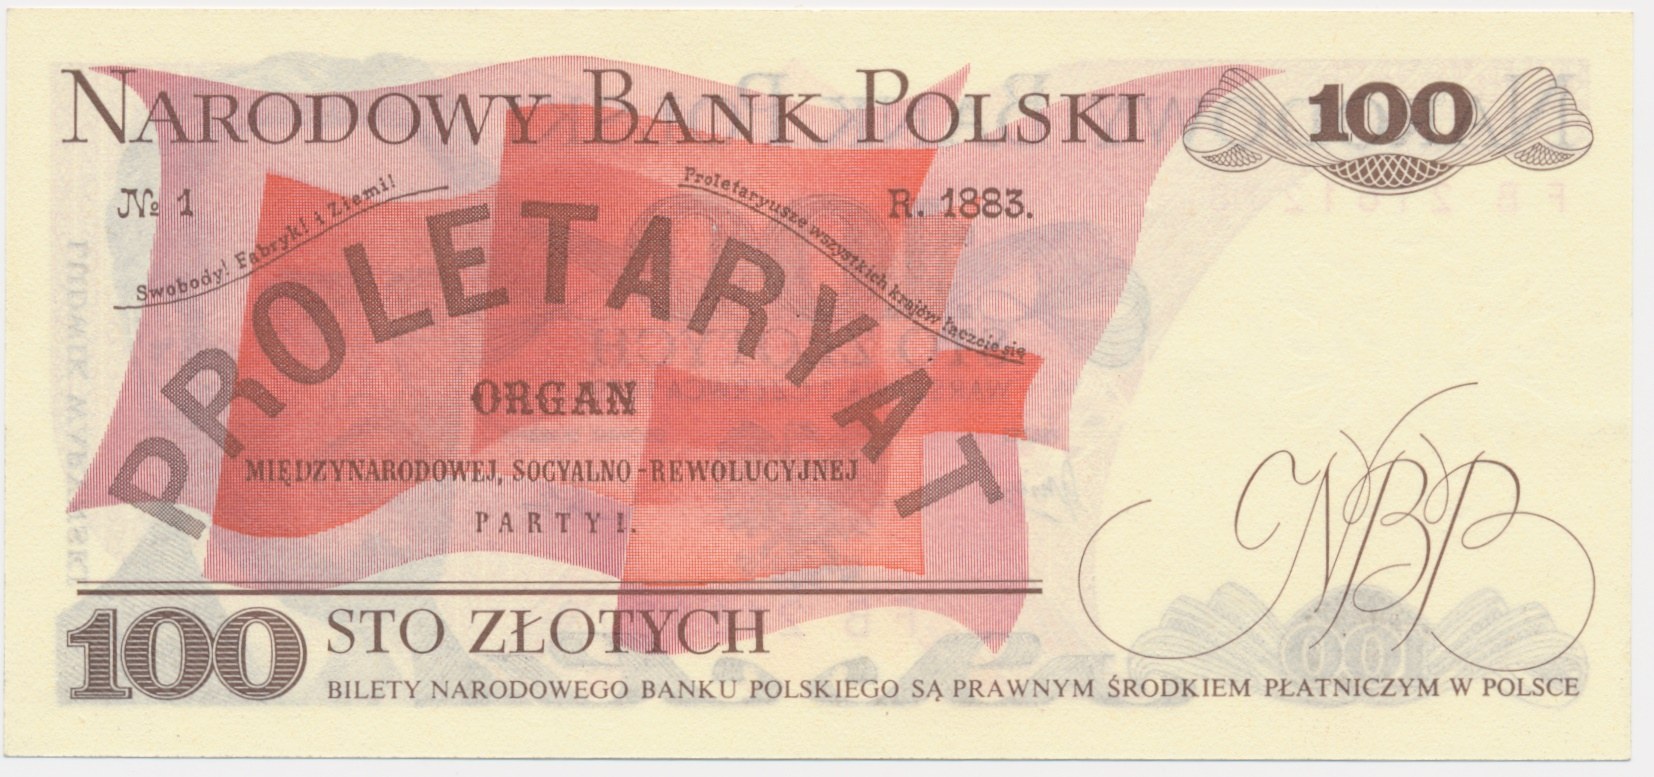 NARODOWY BANK POLSKI
100
№ 1
R. 1883.
Swobody! Fabryk! i Ziemi!
Proletaryusze wszystkich krajów łączcie się
PROLETARYAT
ORGAN
MIĘDZYNARODOWEJ, SOCYALNO-REWOLUCYJNEJ
PARTYI.
NBP
100
STO ZŁOTYCH
BILETY NARODOWEGO BANKU POLSKIEGO SĄ PRAWNYM ŚRODKIEM PŁATNICZYM W POLSCE